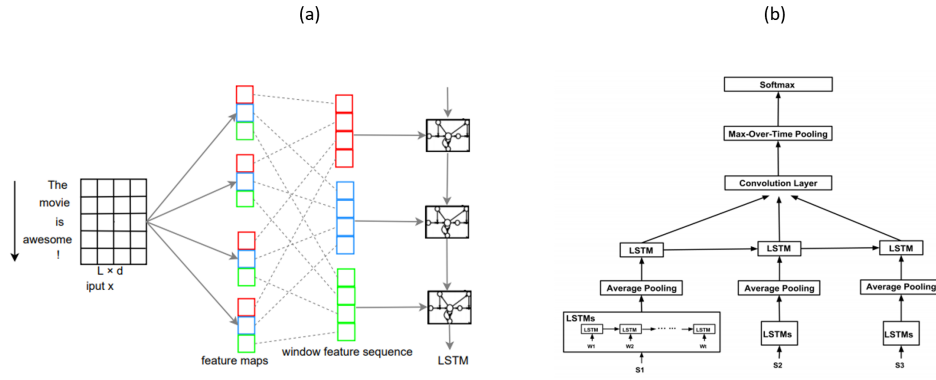 (a)
The
movie
is
awesome
!
L × d
iput x
feature maps
window feature sequence
LSTM
(b)
Softmax
Max-Over-Time Pooling
Convolution Layer
LSTM
LSTM
LSTM
Average Pooling
Average Pooling
Average Pooling
LSTMs
LSTM
LSTM
... ...
LSTM
W1
W2
Wt
LSTMs
LSTMs
S1
S2
S3